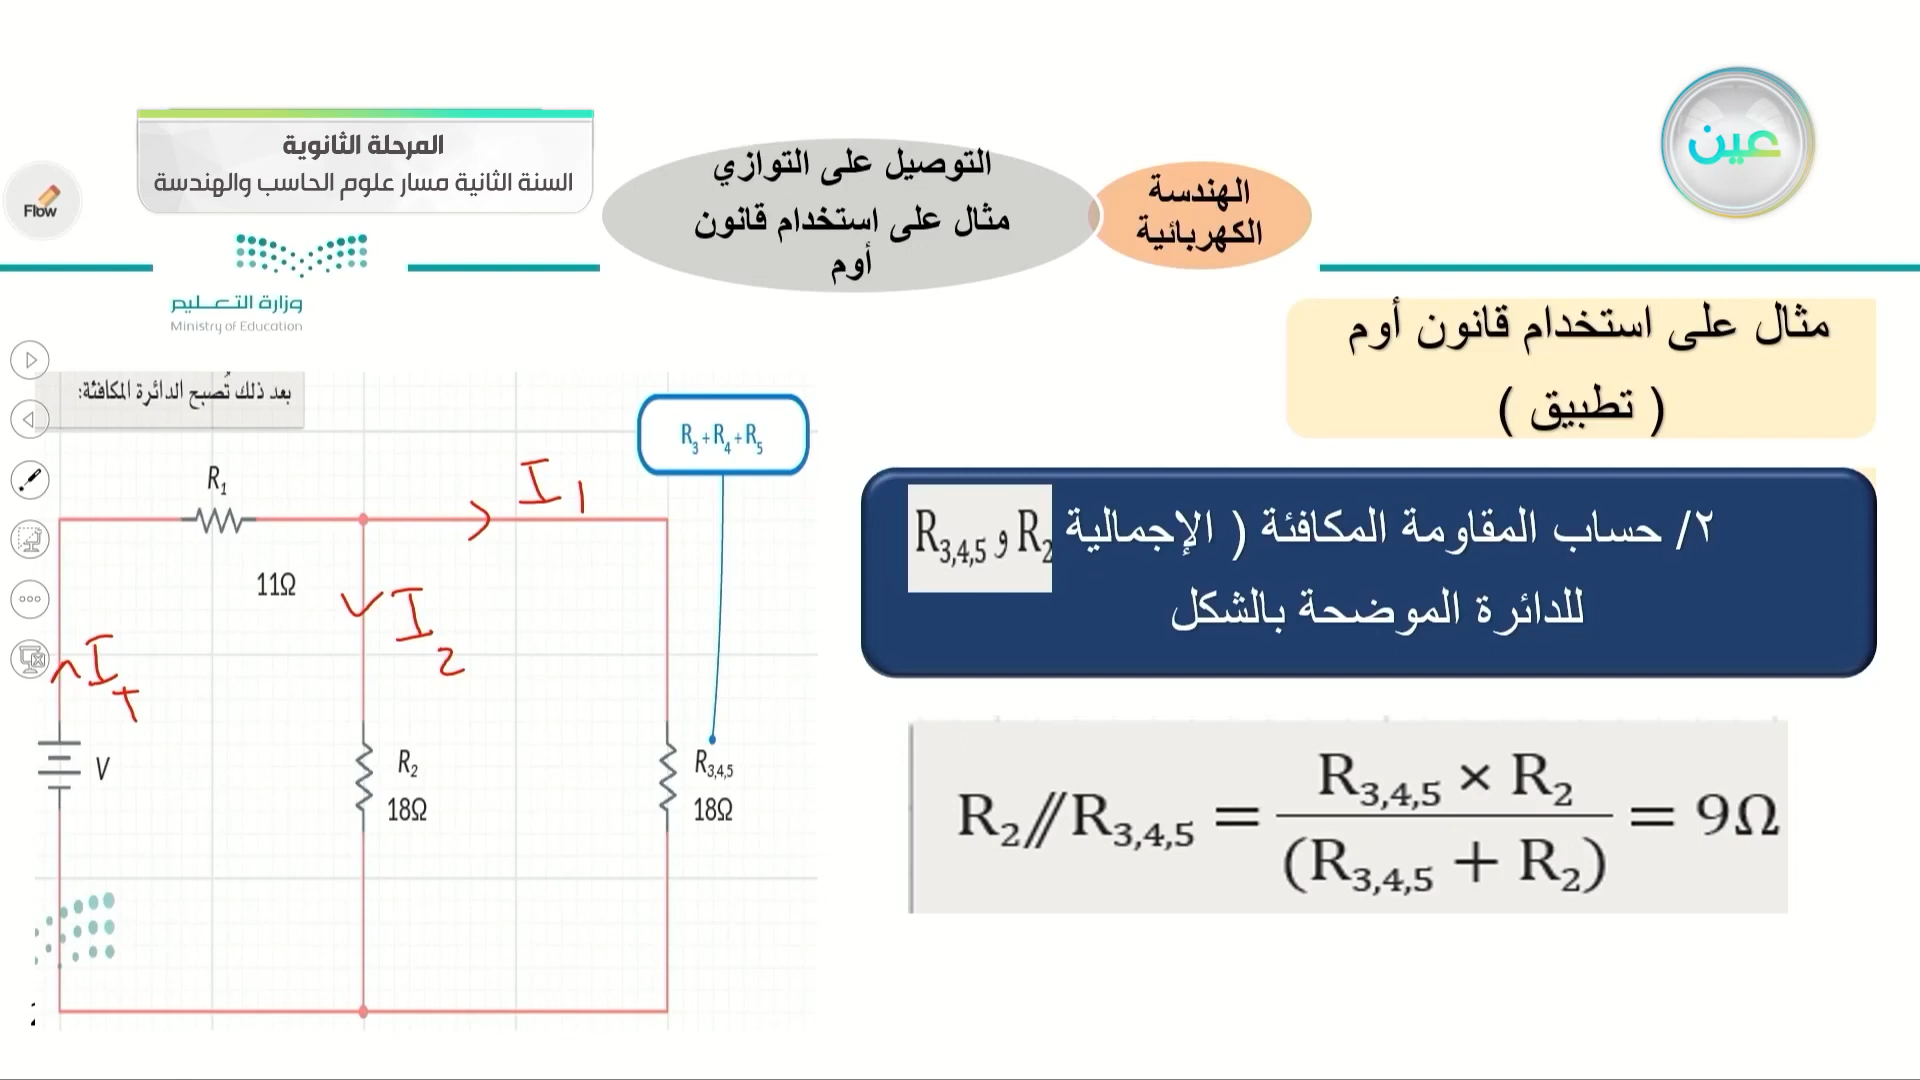 عين
المرحلة الثانوية
السنة الثانية مسار علوم الحاسب والهندسة
Flow
وزارة التعليم
Ministry of Education
الهندسة
الكهربائية
التوصيل على التوازي
مثال على استخدام قانون
أوم
مثال على استخدام قانون أوم
( تطبيق )
٢/ حساب المقاومة المكافئة ( الإجمالية R3,4,5 و R2
للدائرة الموضحة بالشكل
R2//R3,4,5 = R3,4,5 × R2 / (R3,4,5 + R2) = 9Ω
بعد ذلك تُصبح الدائرة المكافئة:
R3+R4+R5
R1
11Ω
I1
I2
It
V
R2
18Ω
R3,4,5
18Ω